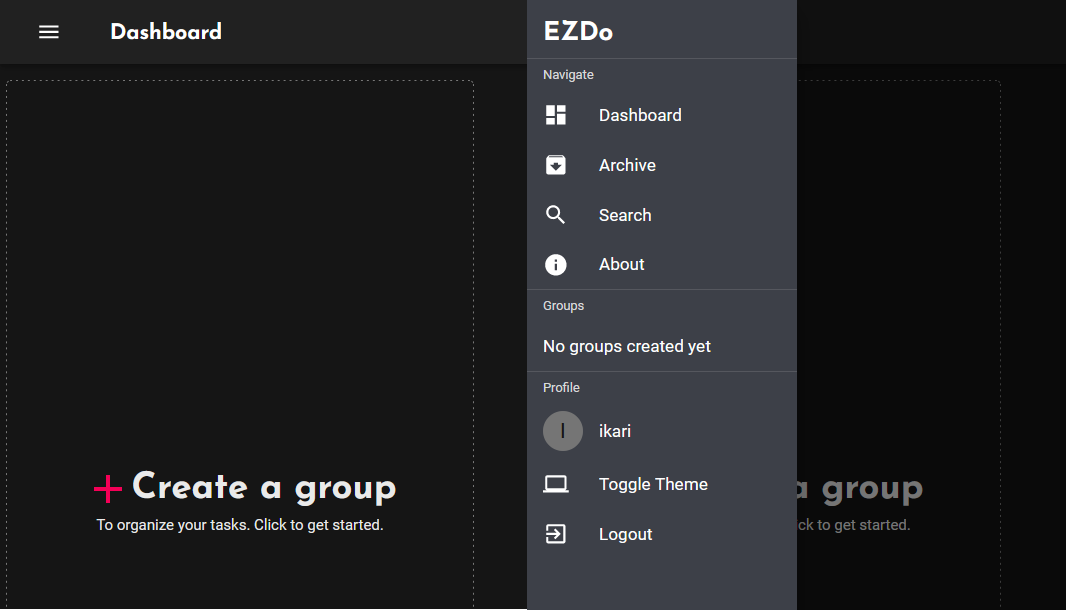 Dashboard
Create a group
To organize your tasks. Click to get started.
EZDo
Navigate
Dashboard
Archive
Search
About
Groups
No groups created yet
Profile
I
ikari
Toggle Theme
Logout
a group
ck to get started.